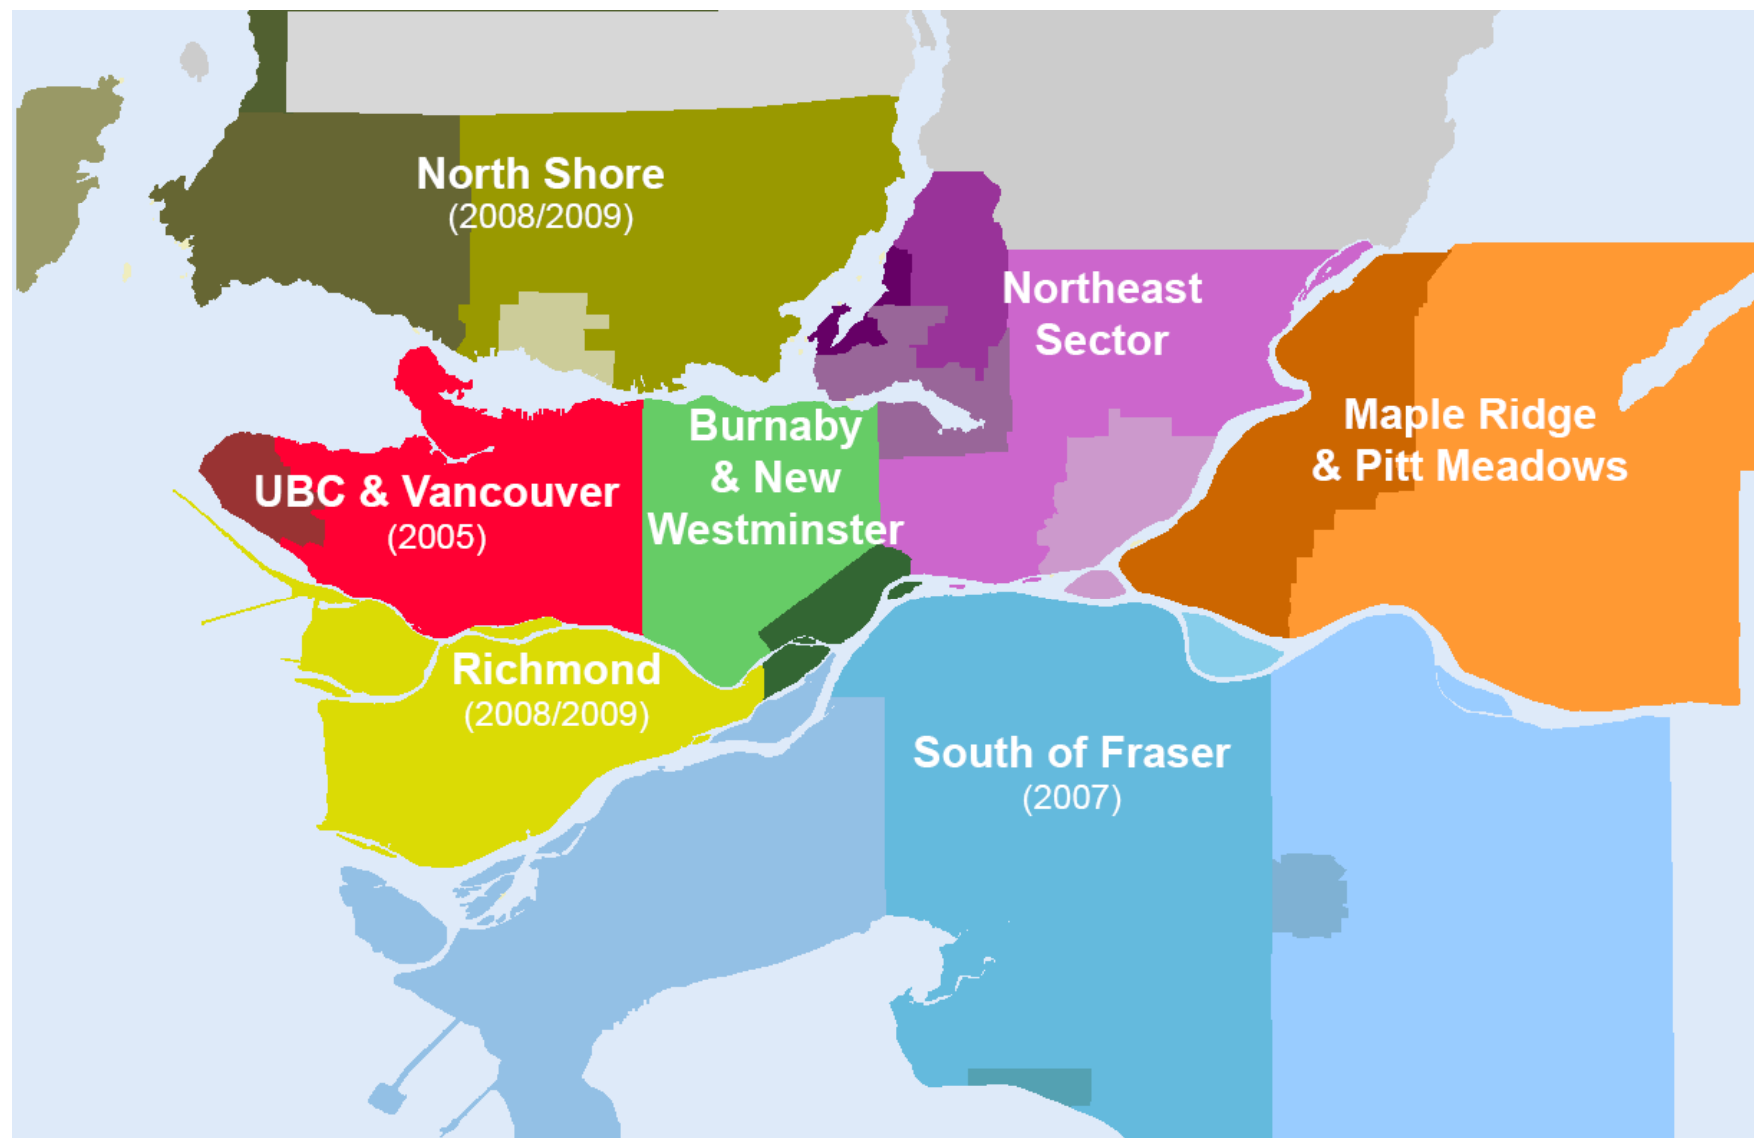 North Shore
(2008/2009)
Northeast
Sector
Burnaby
& New
Westminster
Maple Ridge
& Pitt Meadows
UBC & Vancouver
(2005)
Richmond
(2008/2009)
South of Fraser
(2007)